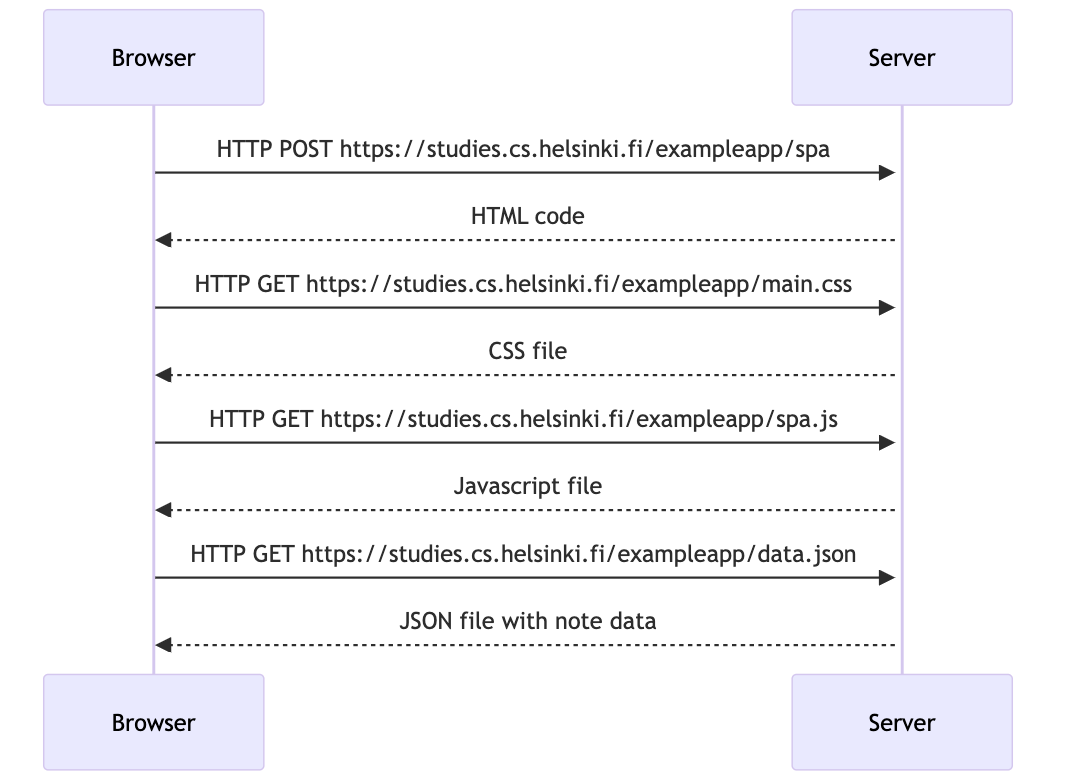 Browser
Server
HTTP POST https://studies.cs.helsinki.fi/exampleapp/spa
HTML code
HTTP GET https://studies.cs.helsinki.fi/exampleapp/main.css
CSS file
HTTP GET https://studies.cs.helsinki.fi/exampleapp/spa.js
Javascript file
HTTP GET https://studies.cs.helsinki.fi/exampleapp/data.json
JSON file with note data
Browser
Server